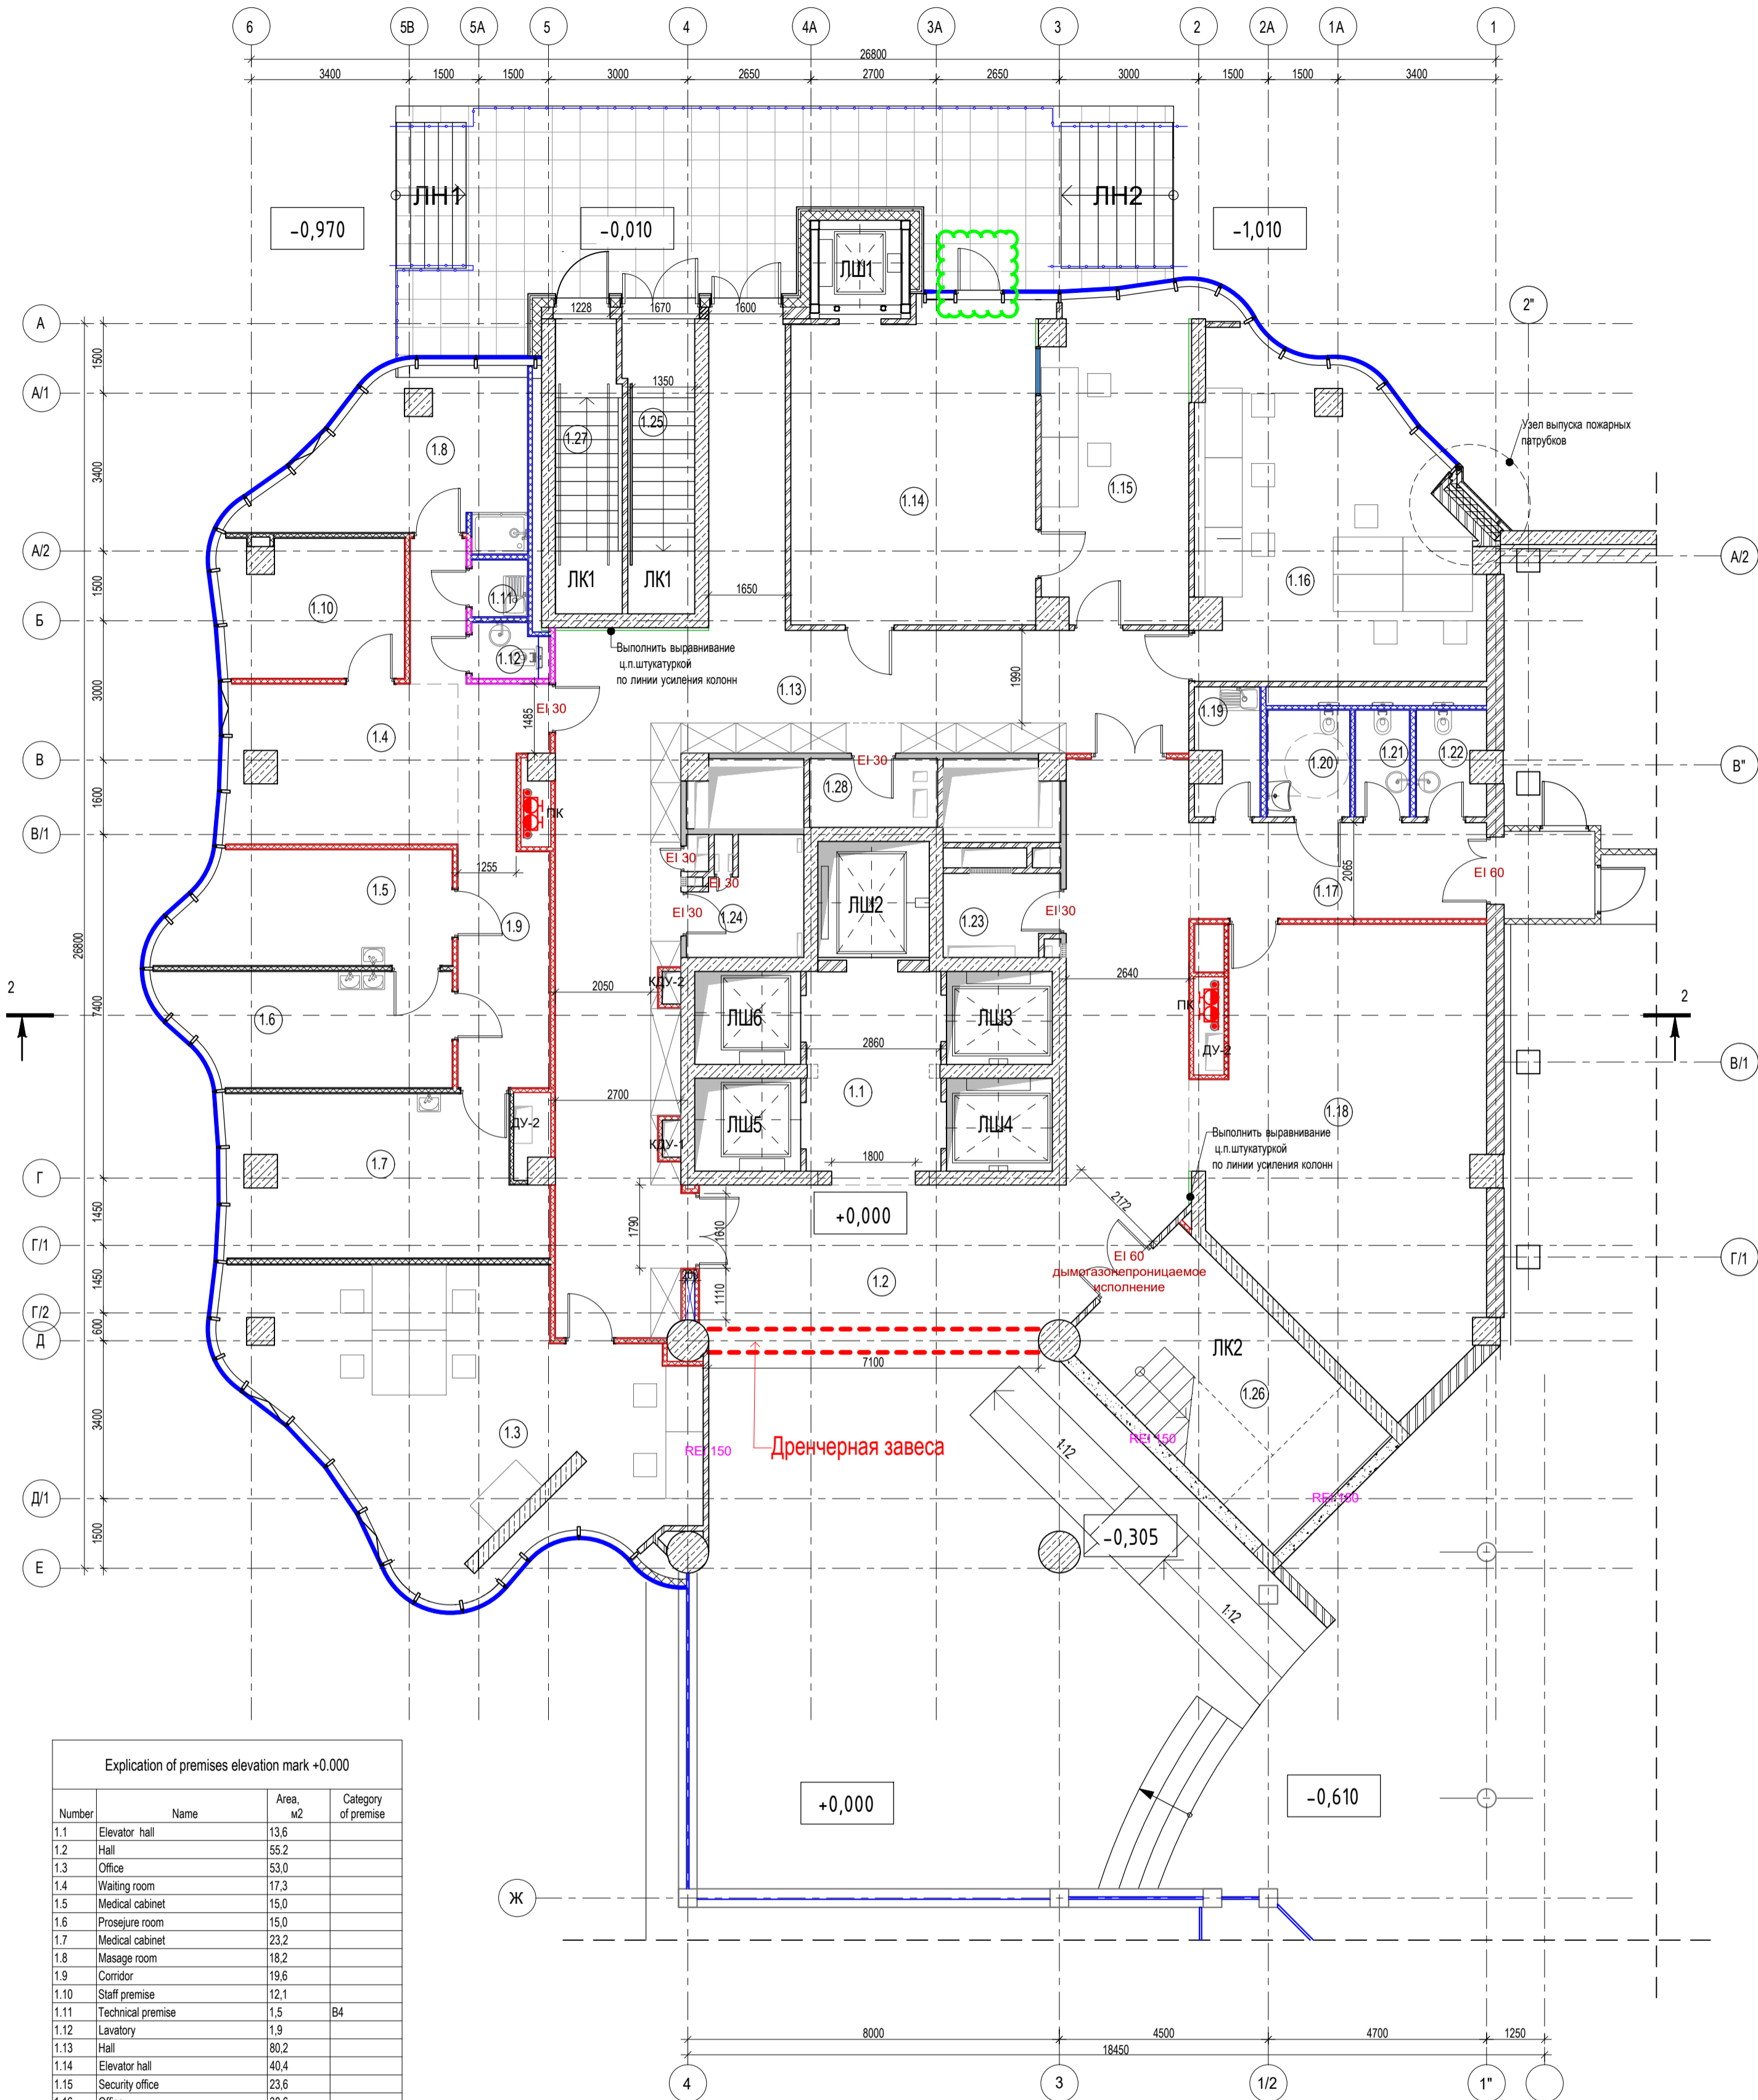 6 5В 5А 5 4 4А 3А 3 2 2А 1А 1
26800
3400 1500 1500 3000 2650 2700 2650 3000 1500 1500 3400
ЛН1 ЛН2
-0,970 -0,010 -1,010
ЛШ1
2"
А
1228 1670 1600
1500
1350
А/1
1.27 1.25
Узел выпуска пожарных
патрубков
1.8
3400
1.14 1.15
А/2 А/2
ЛК1 ЛК1
1.16
1.10 1.11
1500
1650
Б
Выполнить выравнивание
ц.п.штукатуркой
по линии усиления колонн
1.12
1990
3000
1.13
1485
EI 30
1.19
1.4
1.20 1.21 1.22
В В"
EI 30
1.28
1600
ПК
В/1
EI 30
1255
2065
EI 60
EI 30
1.5 1.17
ЛШ2
EI 30 EI 30
1.24 1.23
1.9
26800
2050 2640
КДУ-2
2 2
7400
1.6
ЛШ6 ЛШ3
ПК
ДУ-2
2860
В/1
2700
1.1
1.18
ДУ-2
ЛШ5 ЛШ4
КДУ-1
Выполнить выравнивание
ц.п.штукатуркой
по линии усиления колонн
1.7
1800
Г
2172
+0,000
1450
1790 1610
Г/1 Г/1
EI 60
дымогазонепроницаемое
исполнение
1.2
1450
1110
Г/2
600
Д
ЛК2
7100
1.26
3400
1.3
1:12
REI 150
REI 150
Дренчерная завеса
Д/1
REI 150
-0,305
1500
Е
1:12
Explication of premises elevation mark +0.000
Number Name Area, м2 Category of premise
1.1 Elevator hall 13,6
1.2 Hall 55.2
1.3 Office 53,0
1.4 Waiting room 17,3
1.5 Medical cabinet 15,0
1.6 Prosejure room 15,0
1.7 Medical cabinet 23,2
1.8 Masage room 18,2
1.9 Corridor 19,6
1.10 Staff premise 12,1
1.11 Technical premise 1,5 В4
1.12 Lavatory 1,9
1.13 Hall 80,2
1.14 Elevator hall 40,4
1.15 Security office 23,6
+0,000 -0,610
Ж
8000 4500 4700 1250
18450
4 3 1/2 1"